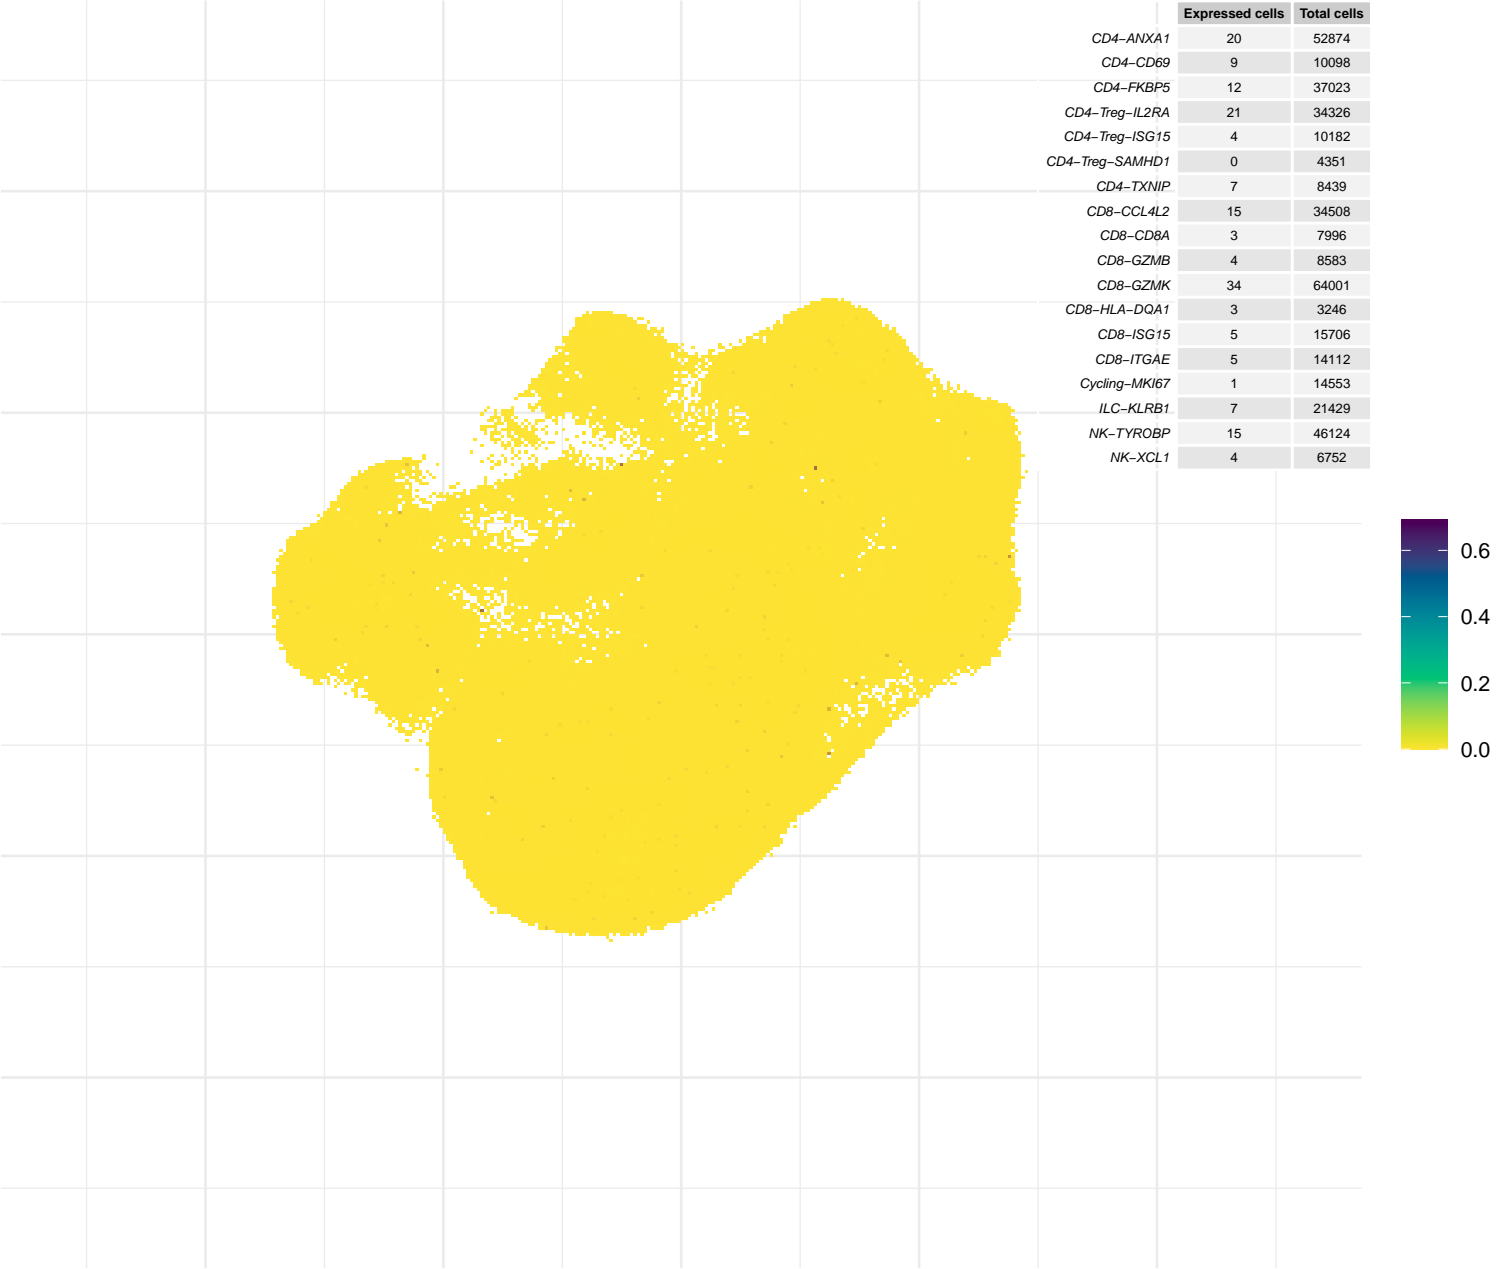 Expressed cells Total cells
CD4−ANXA1 20 52874
CD4−CD69 9 10098
CD4−FKBP5 12 37023
CD4−Treg−IL2RA 21 34326
CD4−Treg−ISG15 4 10182
CD4−Treg−SAMHD1 0 4351
CD4−TXNIP 7 8439
CD8−CCL4L2 15 34508
CD8−CD8A 3 7996
CD8−GZMB 4 8583
CD8−GZMK 34 64001
CD8−HLA−DQA1 3 3246
CD8−ISG15 5 15706
CD8−ITGAE 5 14112
Cycling−MKI67 1 14553
ILC−KLRB1 7 21429
NK−TYROBP 15 46124
NK−XCL1 4 6752
0.6
0.4
0.2
0.0